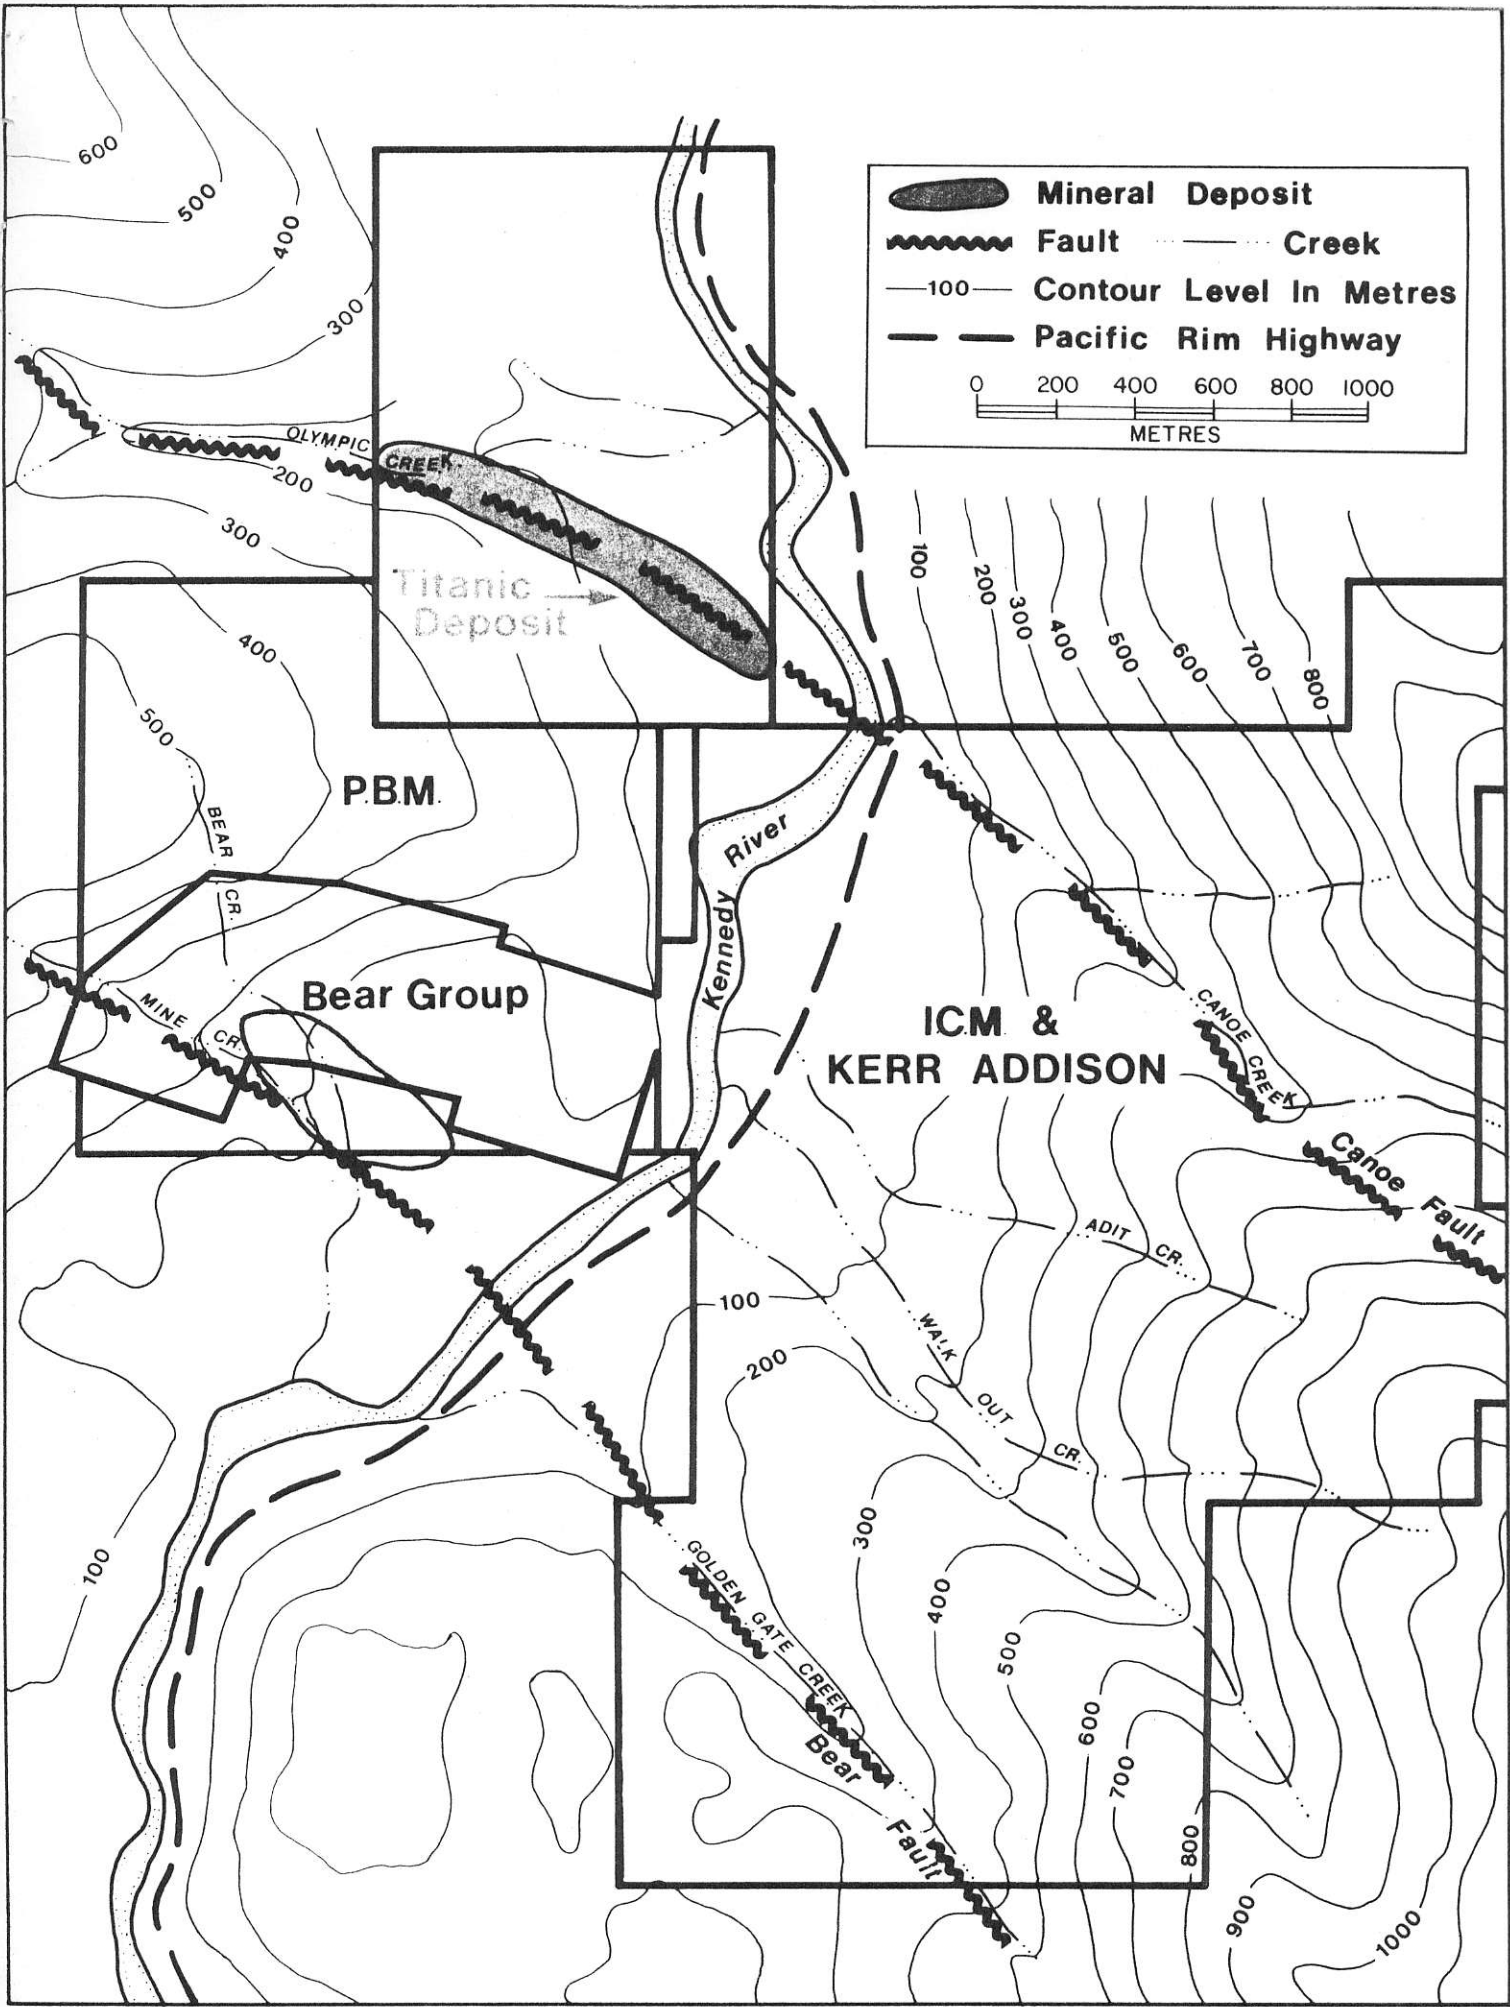 600
500
400
300
Mineral Deposit
Fault
Creek
100
Contour Level In Metres
Pacific Rim Highway
0 200 400 600 800 1000
METRES
OLYMPIC
CREEK
200
300
Titanic
Deposit
100
200
300
400
500
600
700
800
400
500
P.B.M.
BEAR
CR.
River
Kennedy
Bear Group
MINE
CR.
I.C.M. &
KERR ADDISON
CANOE CREEK
Canoe
Fault
ADIT CR.
100
WALK
OUT
CR.
200
300
100
GOLDEN GATE CREEK
400
500
600
700
800
900
1000
Bear
Fault